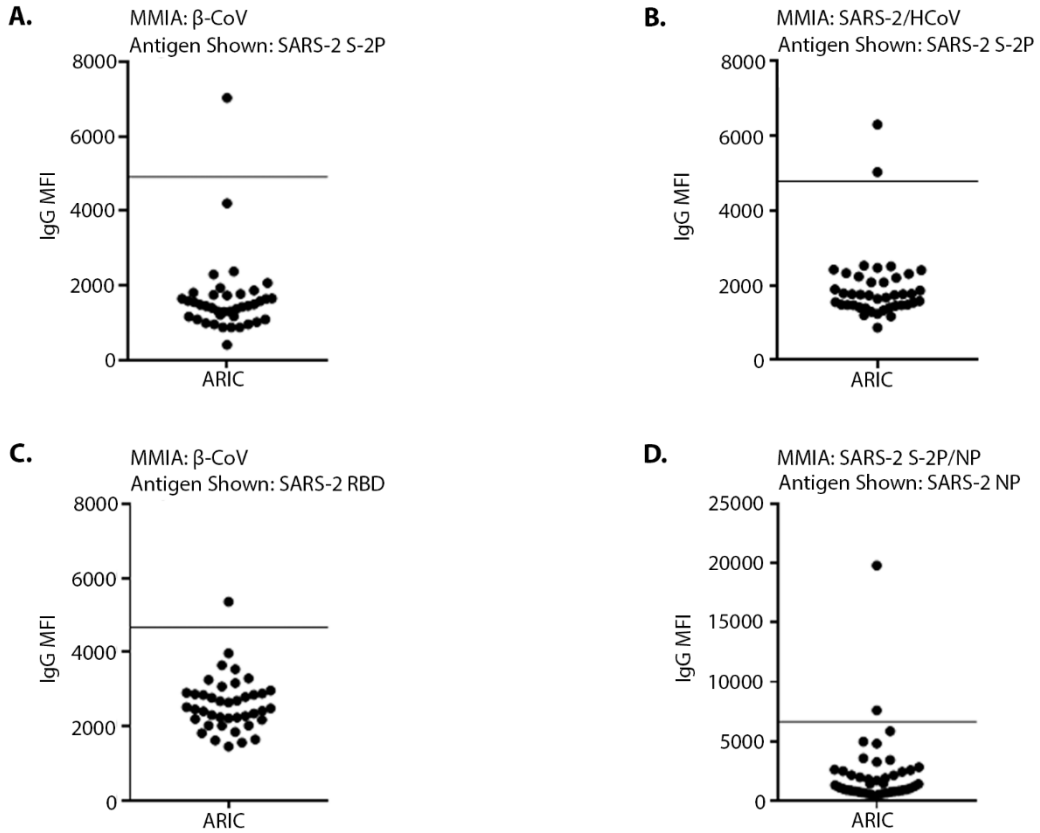 A.
MMIA: β-CoV
Antigen Shown: SARS-2 S-2P
8000
6000
4000
2000
0
IgG MFI
ARIC
B.
MMIA: SARS-2/HCoV
Antigen Shown: SARS-2 S-2P
8000
6000
4000
2000
0
IgG MFI
ARIC
C.
MMIA: β-CoV
Antigen Shown: SARS-2 RBD
8000
6000
4000
2000
0
IgG MFI
ARIC
D.
MMIA: SARS-2 S-2P/NP
Antigen Shown: SARS-2 NP
25000
20000
15000
10000
5000
0
IgG MFI
ARIC